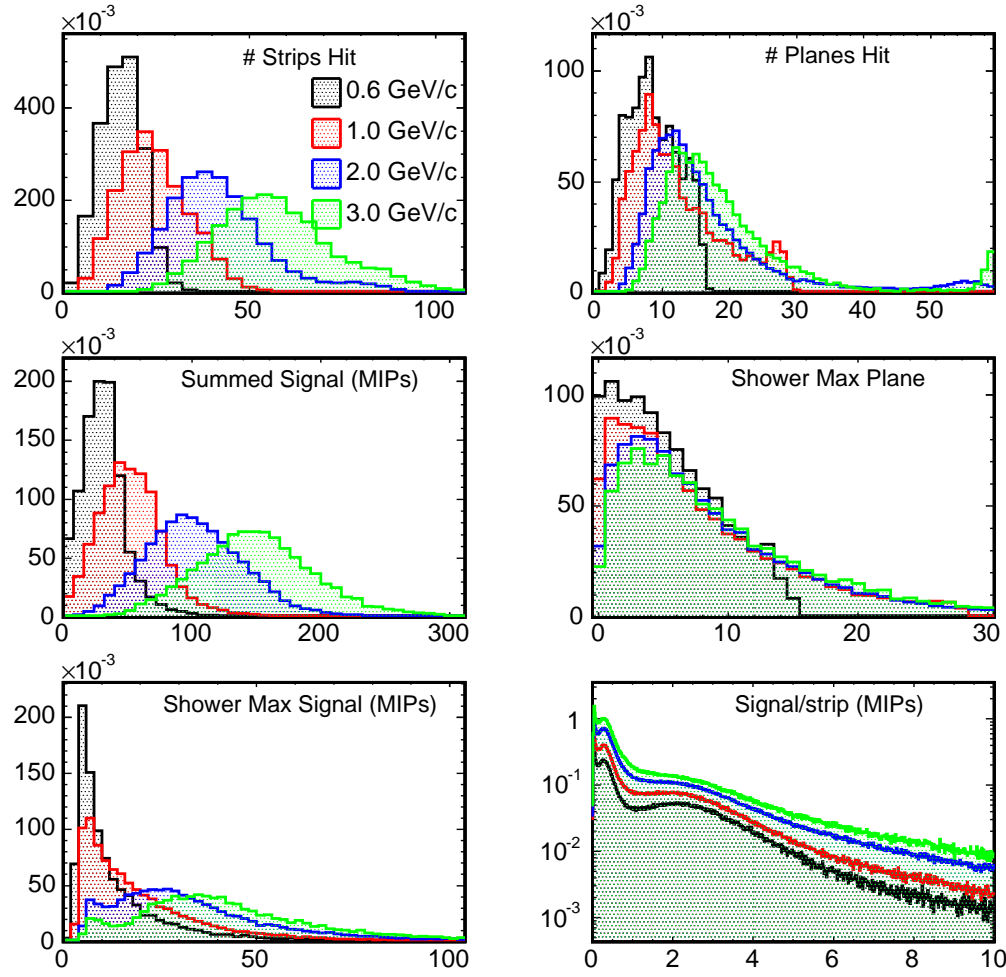 ×10⁻³
# Strips Hit
0.6 GeV/c
1.0 GeV/c
2.0 GeV/c
3.0 GeV/c
400
200
0
0 50 100
×10⁻³
# Planes Hit
100
50
0
0 10 20 30 40 50
×10⁻³
Summed Signal (MIPs)
200
150
100
50
0
0 100 200 300
×10⁻³
Shower Max Plane
100
50
0
0 10 20 30
×10⁻³
Shower Max Signal (MIPs)
200
150
100
50
0
0 50 100
Signal/strip (MIPs)
1
10⁻¹
10⁻²
10⁻³
0 2 4 6 8 10